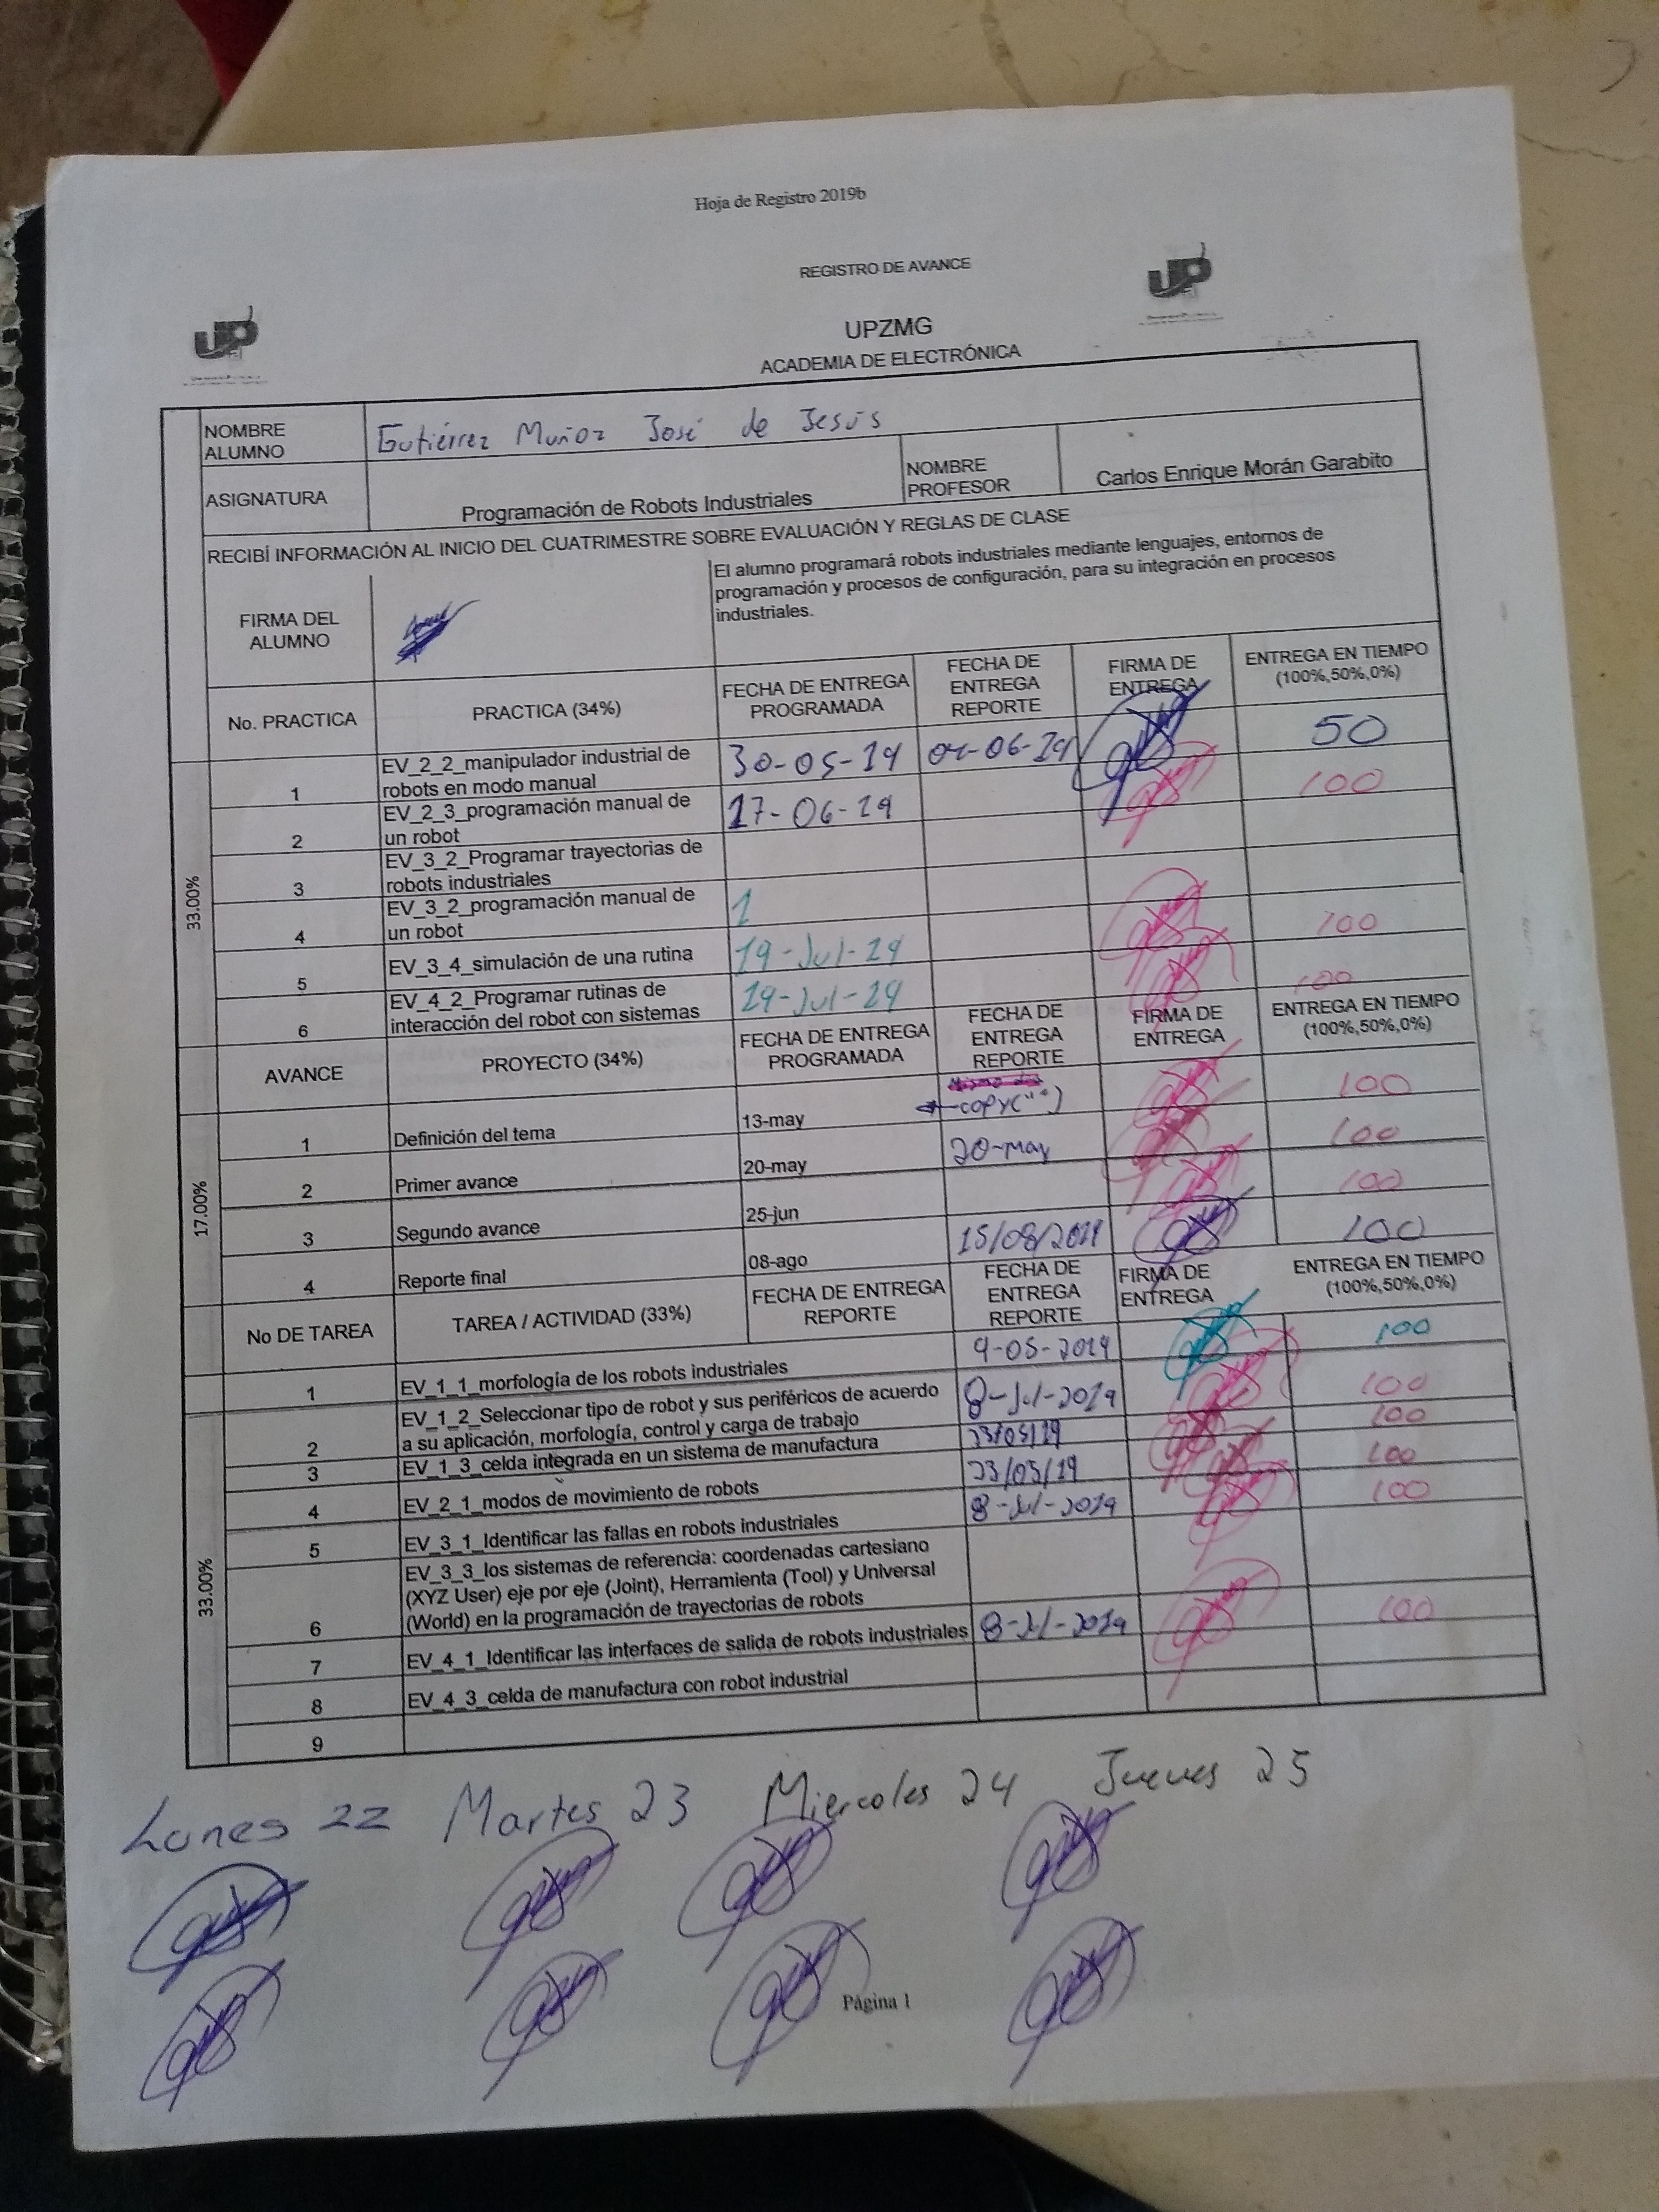 Hoja de Registro 2019b
REGISTRO DE AVANCE
UP UP
UPZMG
ACADEMIA DE ELECTRÓNICA
NOMBRE ALUMNO Gutiérrez Muñoz José de Jesús
ASIGNATURA Programación de Robots Industriales NOMBRE PROFESOR Carlos Enrique Morán Garabito
RECIBÍ INFORMACIÓN AL INICIO DEL CUATRIMESTRE SOBRE EVALUACIÓN Y REGLAS DE CLASE
FIRMA DEL ALUMNO
El alumno programará robots industriales mediante lenguajes, entornos de
programación y procesos de configuración, para su integración en procesos
industriales.
No. PRACTICA PRACTICA (34%) FECHA DE ENTREGA PROGRAMADA FECHA DE ENTREGA REPORTE FIRMA DE ENTREGA ENTREGA EN TIEMPO (100%,50%,0%)
33.00%
1 EV_2_2_manipulador industrial de robots en modo manual 30-05-19 04-06-19 50
2 EV_2_3_programación manual de un robot 17-06-19 100
3 EV_3_2_Programar trayectorias de robots industriales
4 EV_3_2_programación manual de un robot 1 100
5 EV_3_4_simulación de una rutina 19-Jul-19 100
6 EV_4_2_Programar rutinas de interacción del robot con sistemas 19-Jul-19
AVANCE PROYECTO (34%) FECHA DE ENTREGA PROGRAMADA FECHA DE ENTREGA REPORTE FIRMA DE ENTREGA ENTREGA EN TIEMPO (100%,50%,0%)
17.00%
1 Definición del tema 13-may copy(" ") 100
2 Primer avance 20-may 20-may 100
3 Segundo avance 25-jun 100
4 Reporte final 08-ago 15/08/2019 100
No DE TAREA TAREA / ACTIVIDAD (33%) FECHA DE ENTREGA REPORTE FECHA DE ENTREGA REPORTE FIRMA DE ENTREGA ENTREGA EN TIEMPO (100%,50%,0%)
33.00%
1 EV_1_1_morfología de los robots industriales 9-05-2019 100
2 EV_1_2_Seleccionar tipo de robot y sus periféricos de acuerdo a su aplicación, morfología, control y carga de trabajo 8-Jul-2019 100
3 EV_1_3_celda integrada en un sistema de manufactura 23/05/19 100
4 EV_2_1_modos de movimiento de robots 23/05/19 100
5 EV_3_1_Identificar las fallas en robots industriales 8-Jul-2019 100
6 EV_3_3_los sistemas de referencia: coordenadas cartesiano (XYZ User) eje por eje (Joint), Herramienta (Tool) y Universal (World) en la programación de trayectorias de robots
7 EV_4_1_Identificar las interfaces de salida de robots industriales 8-Jul-2019 100
8 EV_4_3_celda de manufactura con robot industrial
9
Lunes 22 Martes 23 Miercoles 24 Jueves 25
Página 1